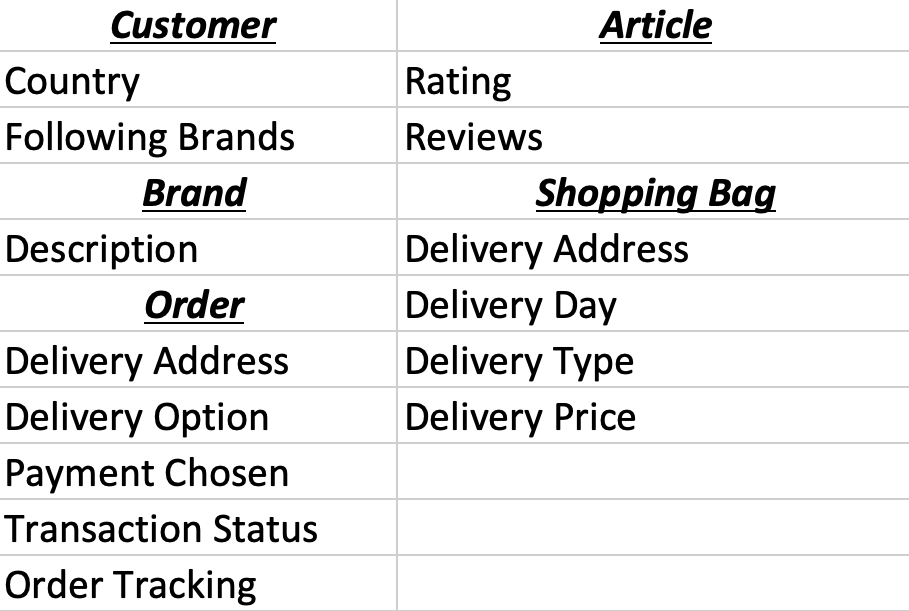 Customer
Country
Following Brands
Brand
Description
Order
Delivery Address
Delivery Option
Payment Chosen
Transaction Status
Order Tracking
Article
Rating
Reviews
Shopping Bag
Delivery Address
Delivery Day
Delivery Type
Delivery Price